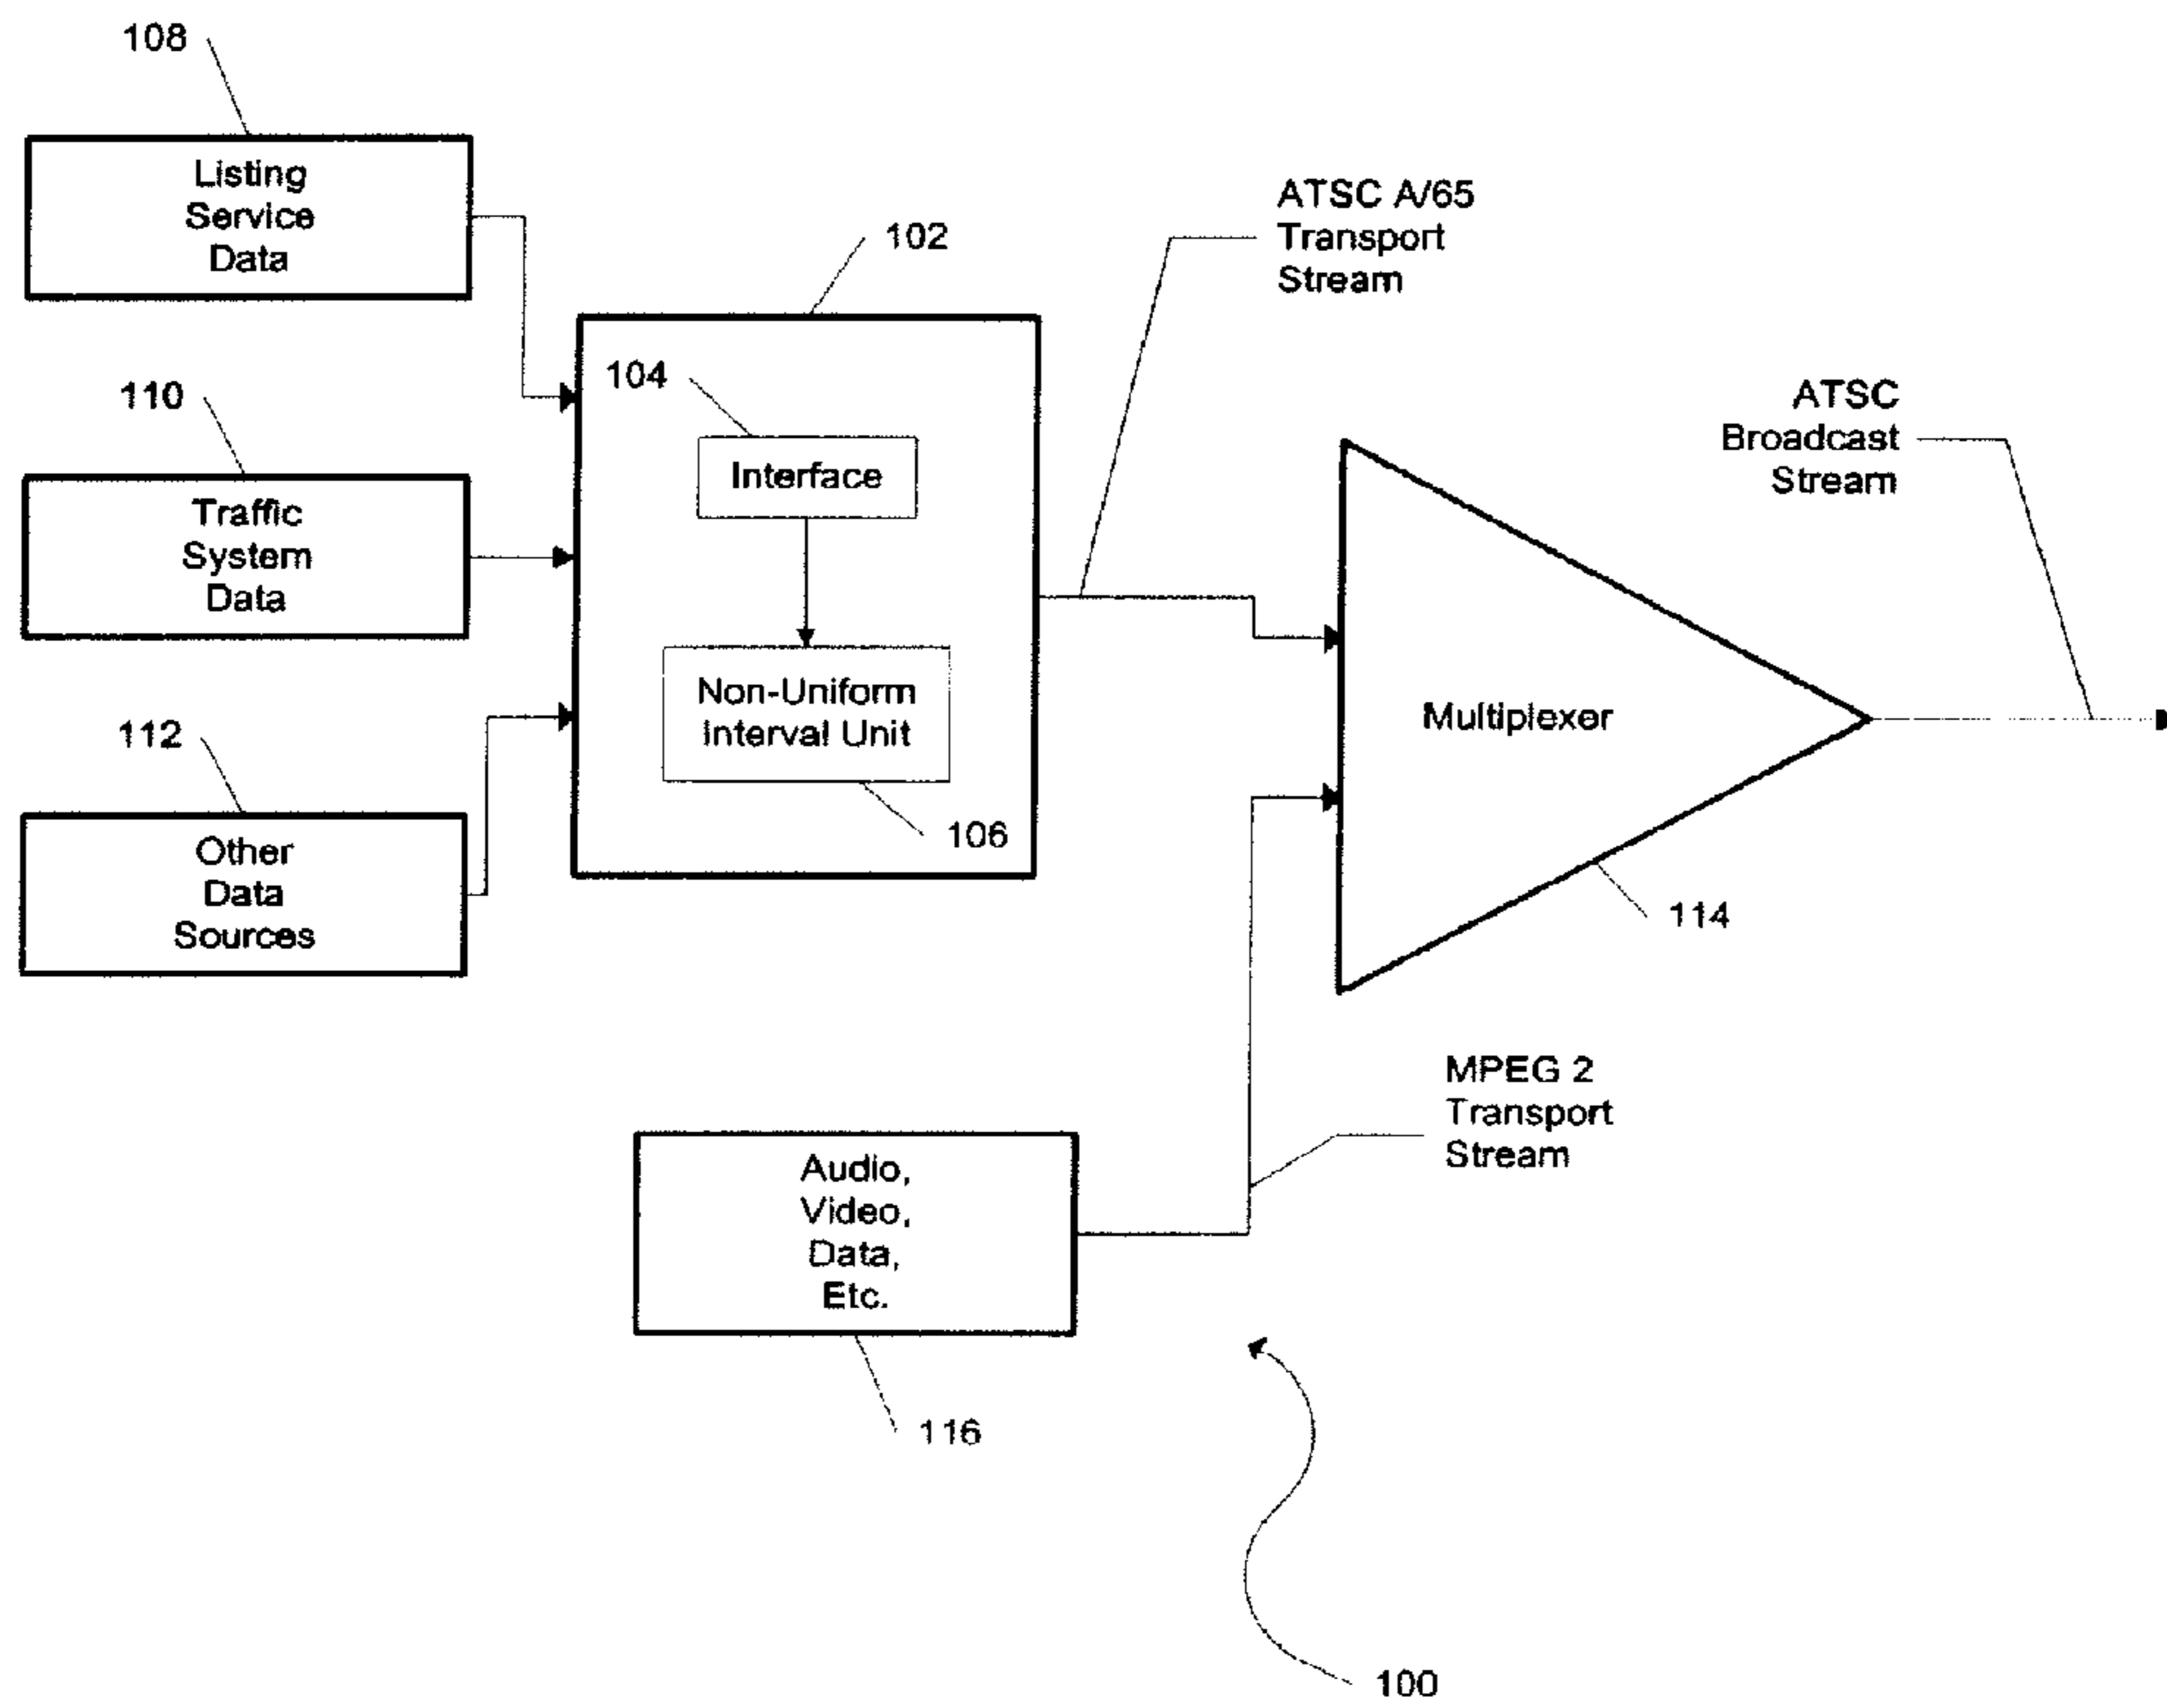 108
Listing
Service
Data
102
ATSC A/65
Transport
Stream
110
104
Interface
ATSC
Broadcast
Stream
Traffic
System
Data
Non-Uniform
Interval Unit
Multiplexer
112
106
Other
Data
Sources
114
MPEG 2
Transport
Stream
Audio,
Video,
Data,
Etc.
116
100